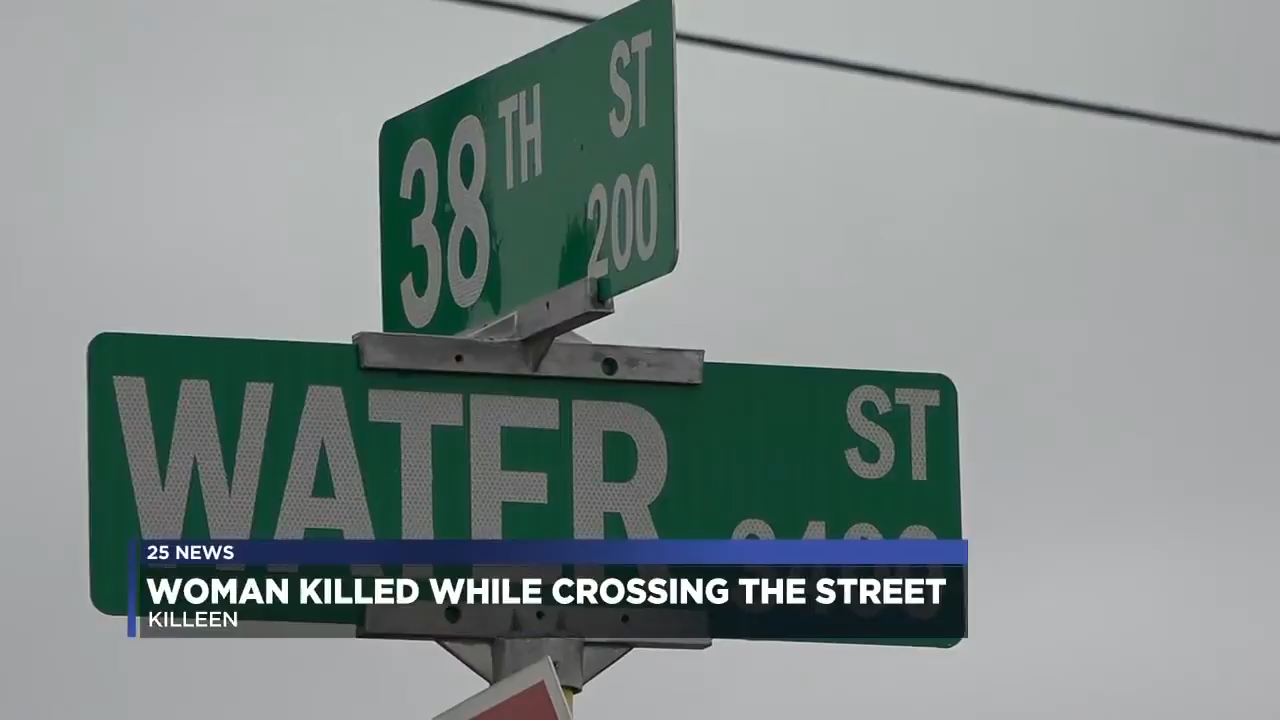 38TH ST
200
WATER ST
25 NEWS
WOMAN KILLED WHILE CROSSING THE STREET
KILLEEN